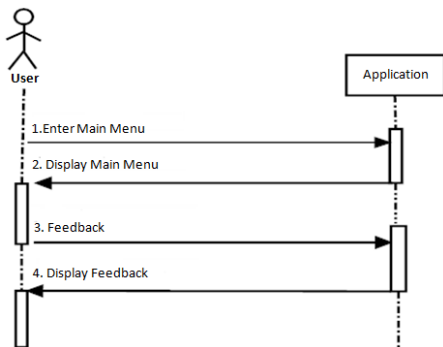 User
Application
1.Enter Main Menu
2. Display Main Menu
3. Feedback
4. Display Feedback